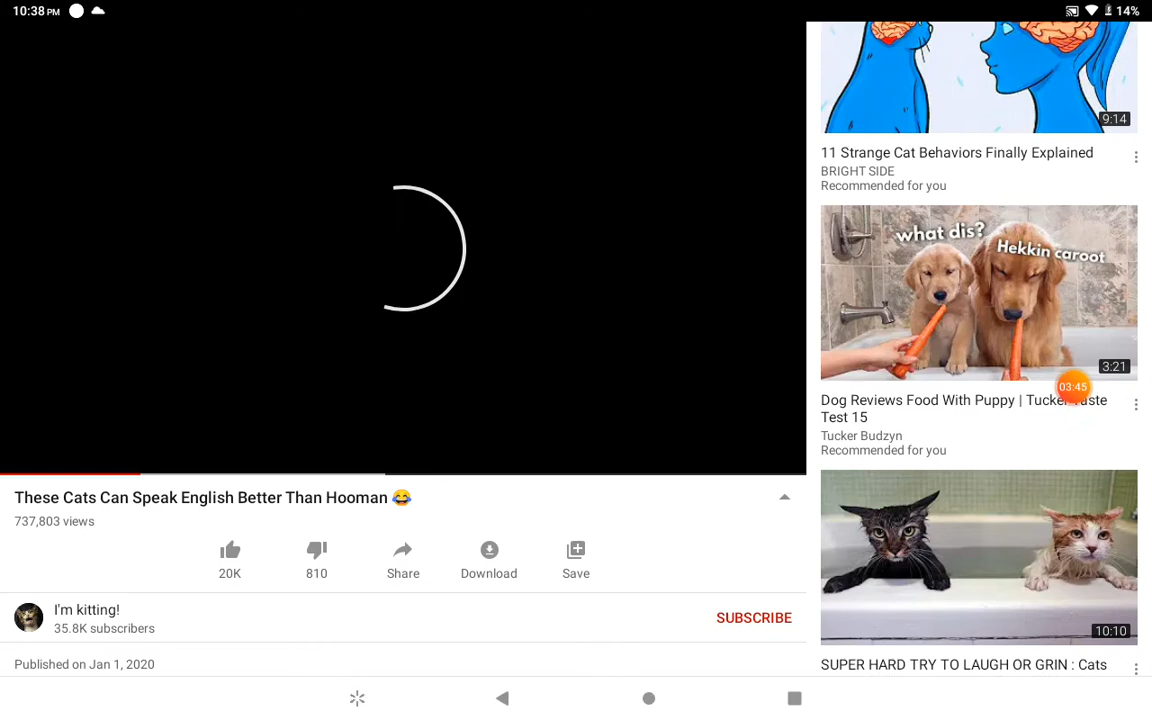 10:38 PM
14%
9:14
11 Strange Cat Behaviors Finally Explained
BRIGHT SIDE
Recommended for you
what dis?
Hekkin caroot
3:21
03:45
Dog Reviews Food With Puppy | Tucker Taste
Test 15
Tucker Budzyn
Recommended for you
10:10
SUPER HARD TRY TO LAUGH OR GRIN : Cats
These Cats Can Speak English Better Than Hooman 😂
737,803 views
20K
810
Share
Download
Save
I'm kitting!
35.8K subscribers
SUBSCRIBE
Published on Jan 1, 2020